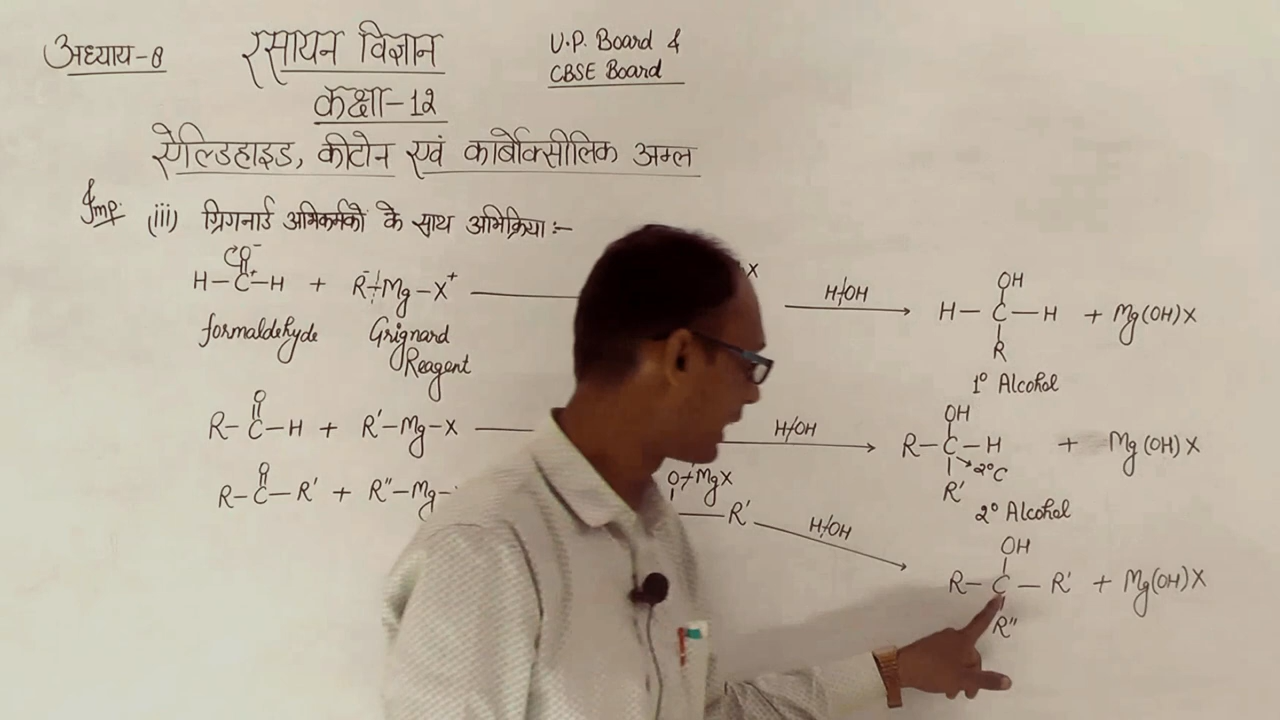 अध्याय-8
रसायन विज्ञान
U.P. Board &
CBSE Board
कक्षा-12
ऐल्डिहाइड, कीटोन एवं कार्बोक्सीलिक अम्ल
Imp. (iii) ग्रिगनार्ड अभिकर्मकों के साथ अभिक्रिया :-
O⁻
||
H-C⁺-H + R⁻-Mg-X⁺ X H/OH OH
H-C-H + Mg(OH)X
R
formaldehyde Grignard
Reagent
1° Alcohol
O
||
R-C-H + R'-Mg-X H/OH OH
R-C-H + Mg(OH)X
2°C
R'
2° Alcohol
O
||
R-C-R' + R"-Mg- O MgX
R' H/OH OH
R-C-R' + Mg(OH)X
R"